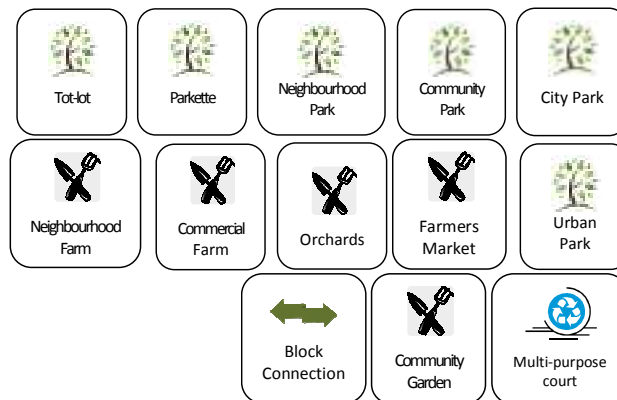 Tot-lot
Parkette
Neighbourhood
Park
Community
Park
City Park
Neighbourhood
Farm
Commercial
Farm
Orchards
Farmers
Market
Urban
Park
Block
Connection
Community
Garden
Multi-purpose
court